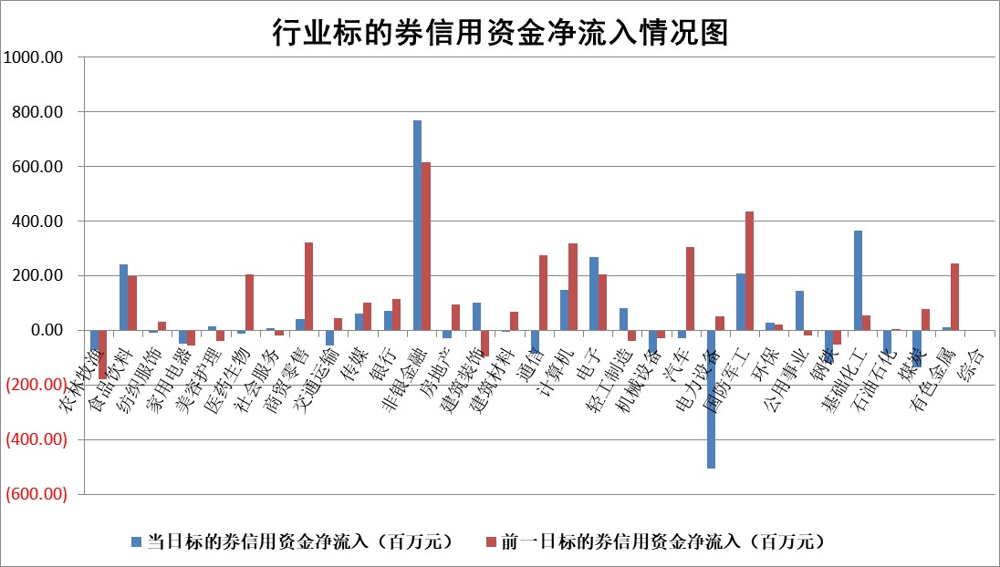 行业标的券信用资金净流入情况图
1000.00
800.00
600.00
400.00
200.00
0.00
(200.00)
(400.00)
(600.00)
农林牧渔
食品饮料
纺织服饰
家用电器
美容护理
医药生物
社会服务
商贸零售
交通运输
传媒
银行
非银金融
房地产
建筑装饰
建筑材料
通信
计算机
电子
轻工制造
机械设备
汽车
电力设备
国防军工
环保
公用事业
钢铁
基础化工
石油石化
煤炭
有色金属
综合
当日标的券信用资金净流入（百万元）
前一日标的券信用资金净流入（百万元）